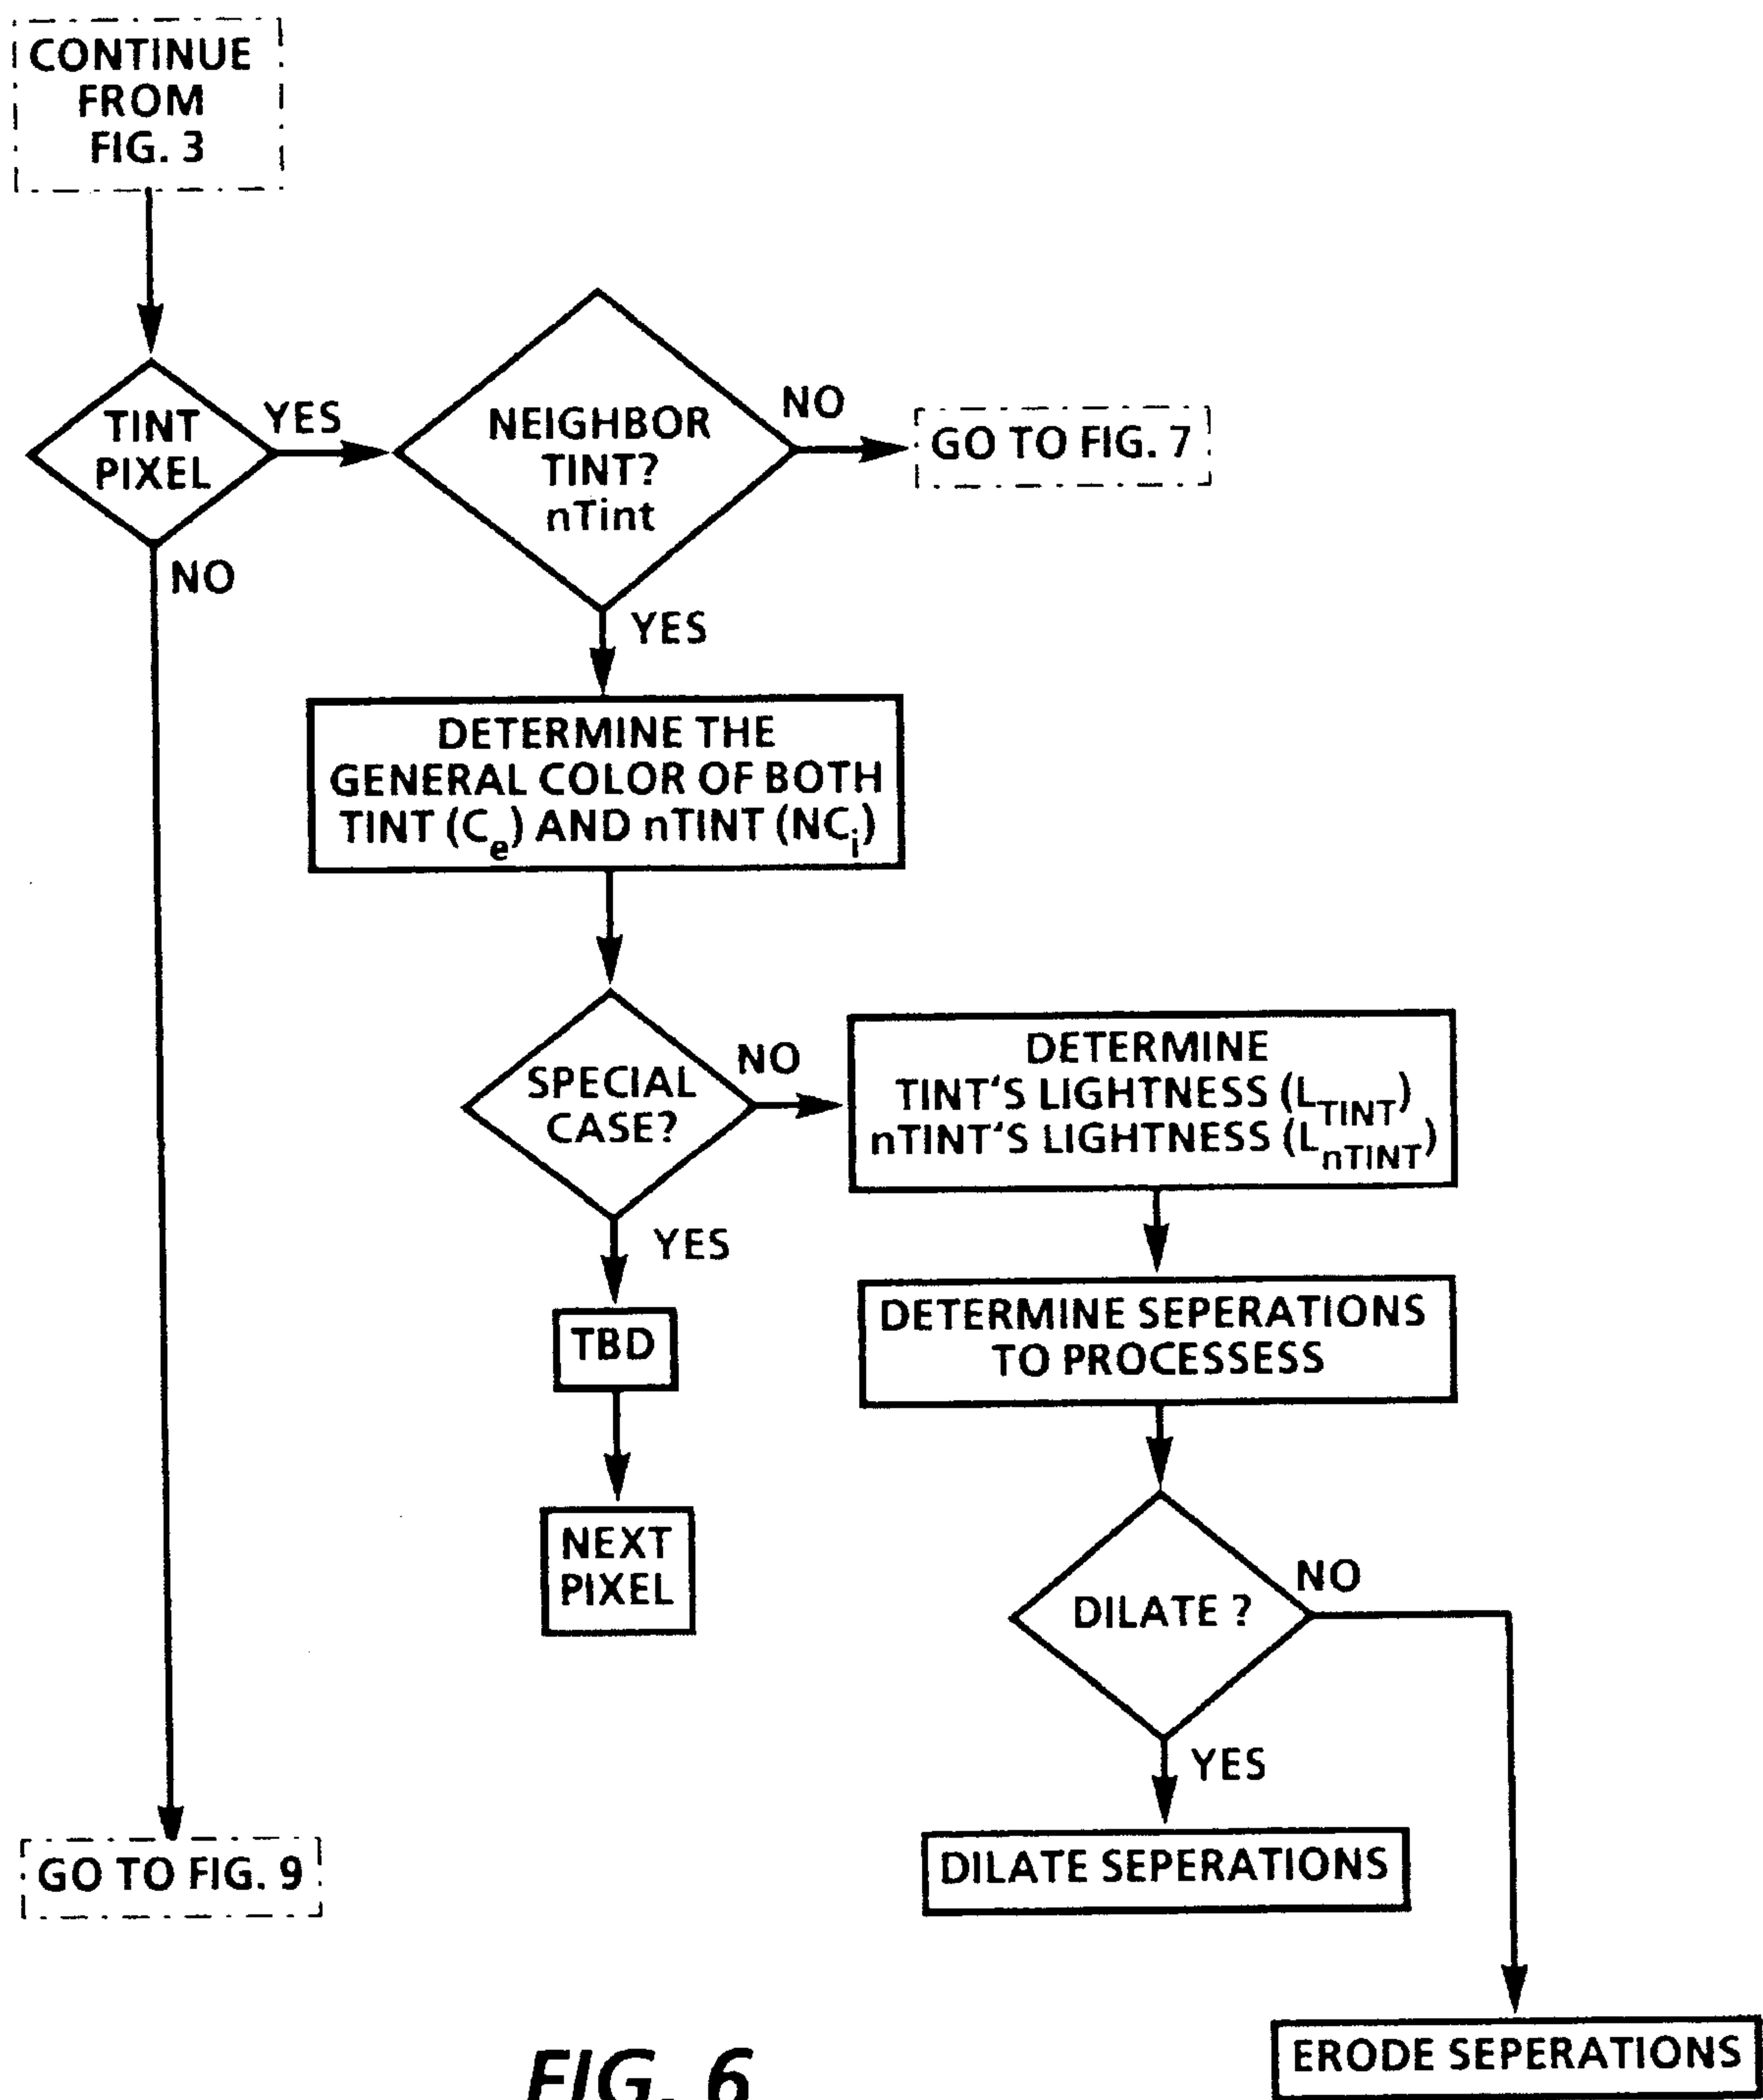 CONTINUE
FROM
FIG. 3
TINT
PIXEL
YES
NO
NEIGHBOR
TINT?
nTint
NO
GO TO FIG. 7
YES
DETERMINE THE
GENERAL COLOR OF BOTH
TINT (Ce) AND nTINT (NCi)
SPECIAL
CASE?
NO
DETERMINE
TINT'S LIGHTNESS (LTINT)
nTINT'S LIGHTNESS (LnTINT)
YES
TBD
NEXT
PIXEL
DETERMINE SEPERATIONS
TO PROCESSESS
DILATE ?
NO
YES
DILATE SEPERATIONS
GO TO FIG. 9
ERODE SEPERATIONS
FIG. 6